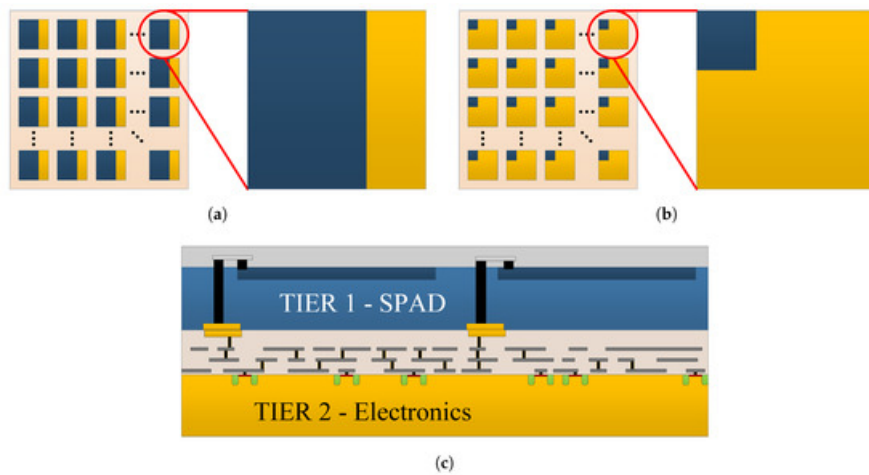 (a)
(b)
TIER 1 - SPAD
TIER 2 - Electronics
(c)